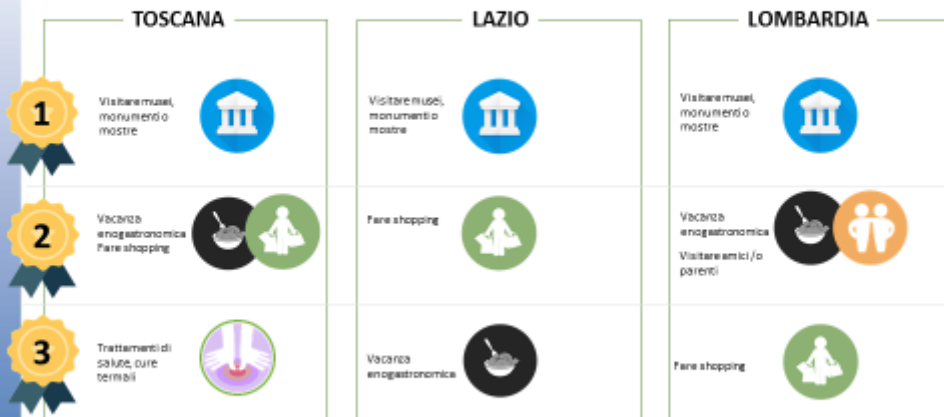 TOSCANA
LAZIO
LOMBARDIA
1
Visitare musei,
monumenti o
mostre
Visitare musei,
monumenti o
mostre
Visitare musei,
monumenti o
mostre
2
Vacanza
enogastronomica
Fare shopping
Fare shopping
Vacanza
enogastronomica
Visitare amici /o
parenti
3
Trattamenti di
salute, cure
termali
Vacanza
enogastronomica
Fare shopping